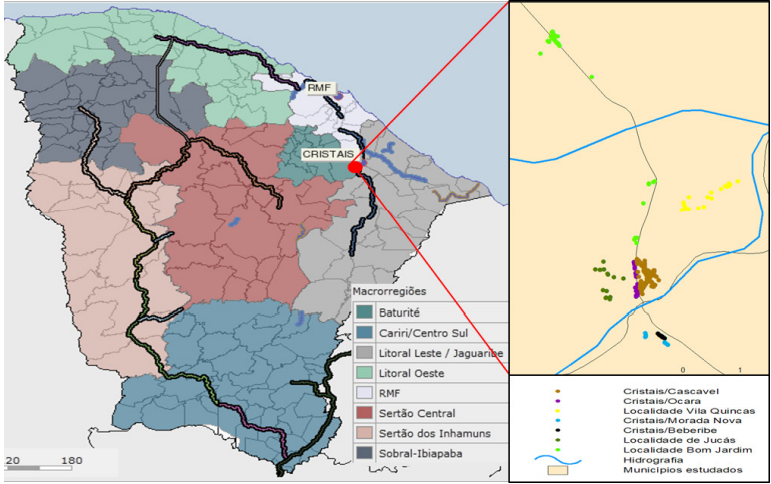 RMF
CRISTAIS
Macrorregiões
Baturité
Cariri/Centro Sul
Litoral Leste / Jaguaribe
Litoral Oeste
RMF
Sertão Central
Sertão dos Inhamuns
Sobral-Ibiapaba
20 180
0 1
Cristais/Cascavel
Cristais/Ocara
Localidade Vila Quincas
Cristais/Morada Nova
Cristais/Beberibe
Localidade de Jucás
Localidade Bom Jardim
Hidrografia
Municípios estudados